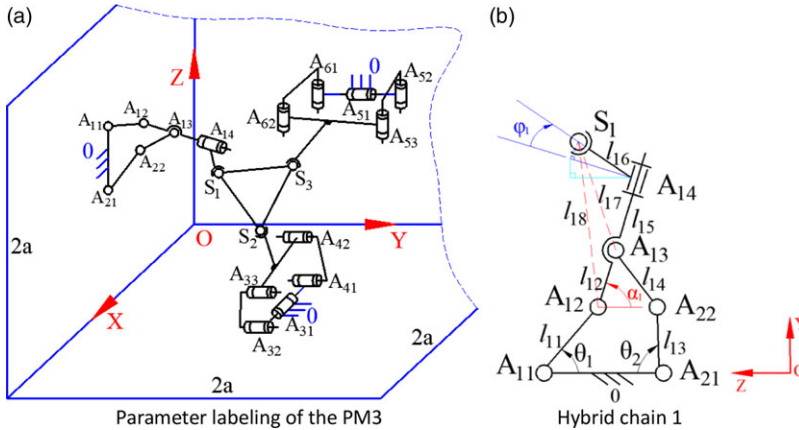 (a)
(b)
A₆₁
0
A₅₂
Z
A₁₂
A₁₃
A₁₁
A₁₄
A₆₂
A₅₁
A₅₃
0
A₂₂
A₂₁
S₁
S₃
2a
O
S₂
A₄₂
Y
X
A₃₃
A₄₁
0
A₃₁
A₃₂
2a
2a
Parameter labeling of the PM3
φ₁
S₁
l₁₆
A₁₄
l₁₇
l₁₈
l₁₅
A₁₃
l₁₂
l₁₄
α₁
A₁₂
A₂₂
l₁₁
θ₁
θ₂
l₁₃
A₁₁
A₂₁
0
Z
Hybrid chain 1